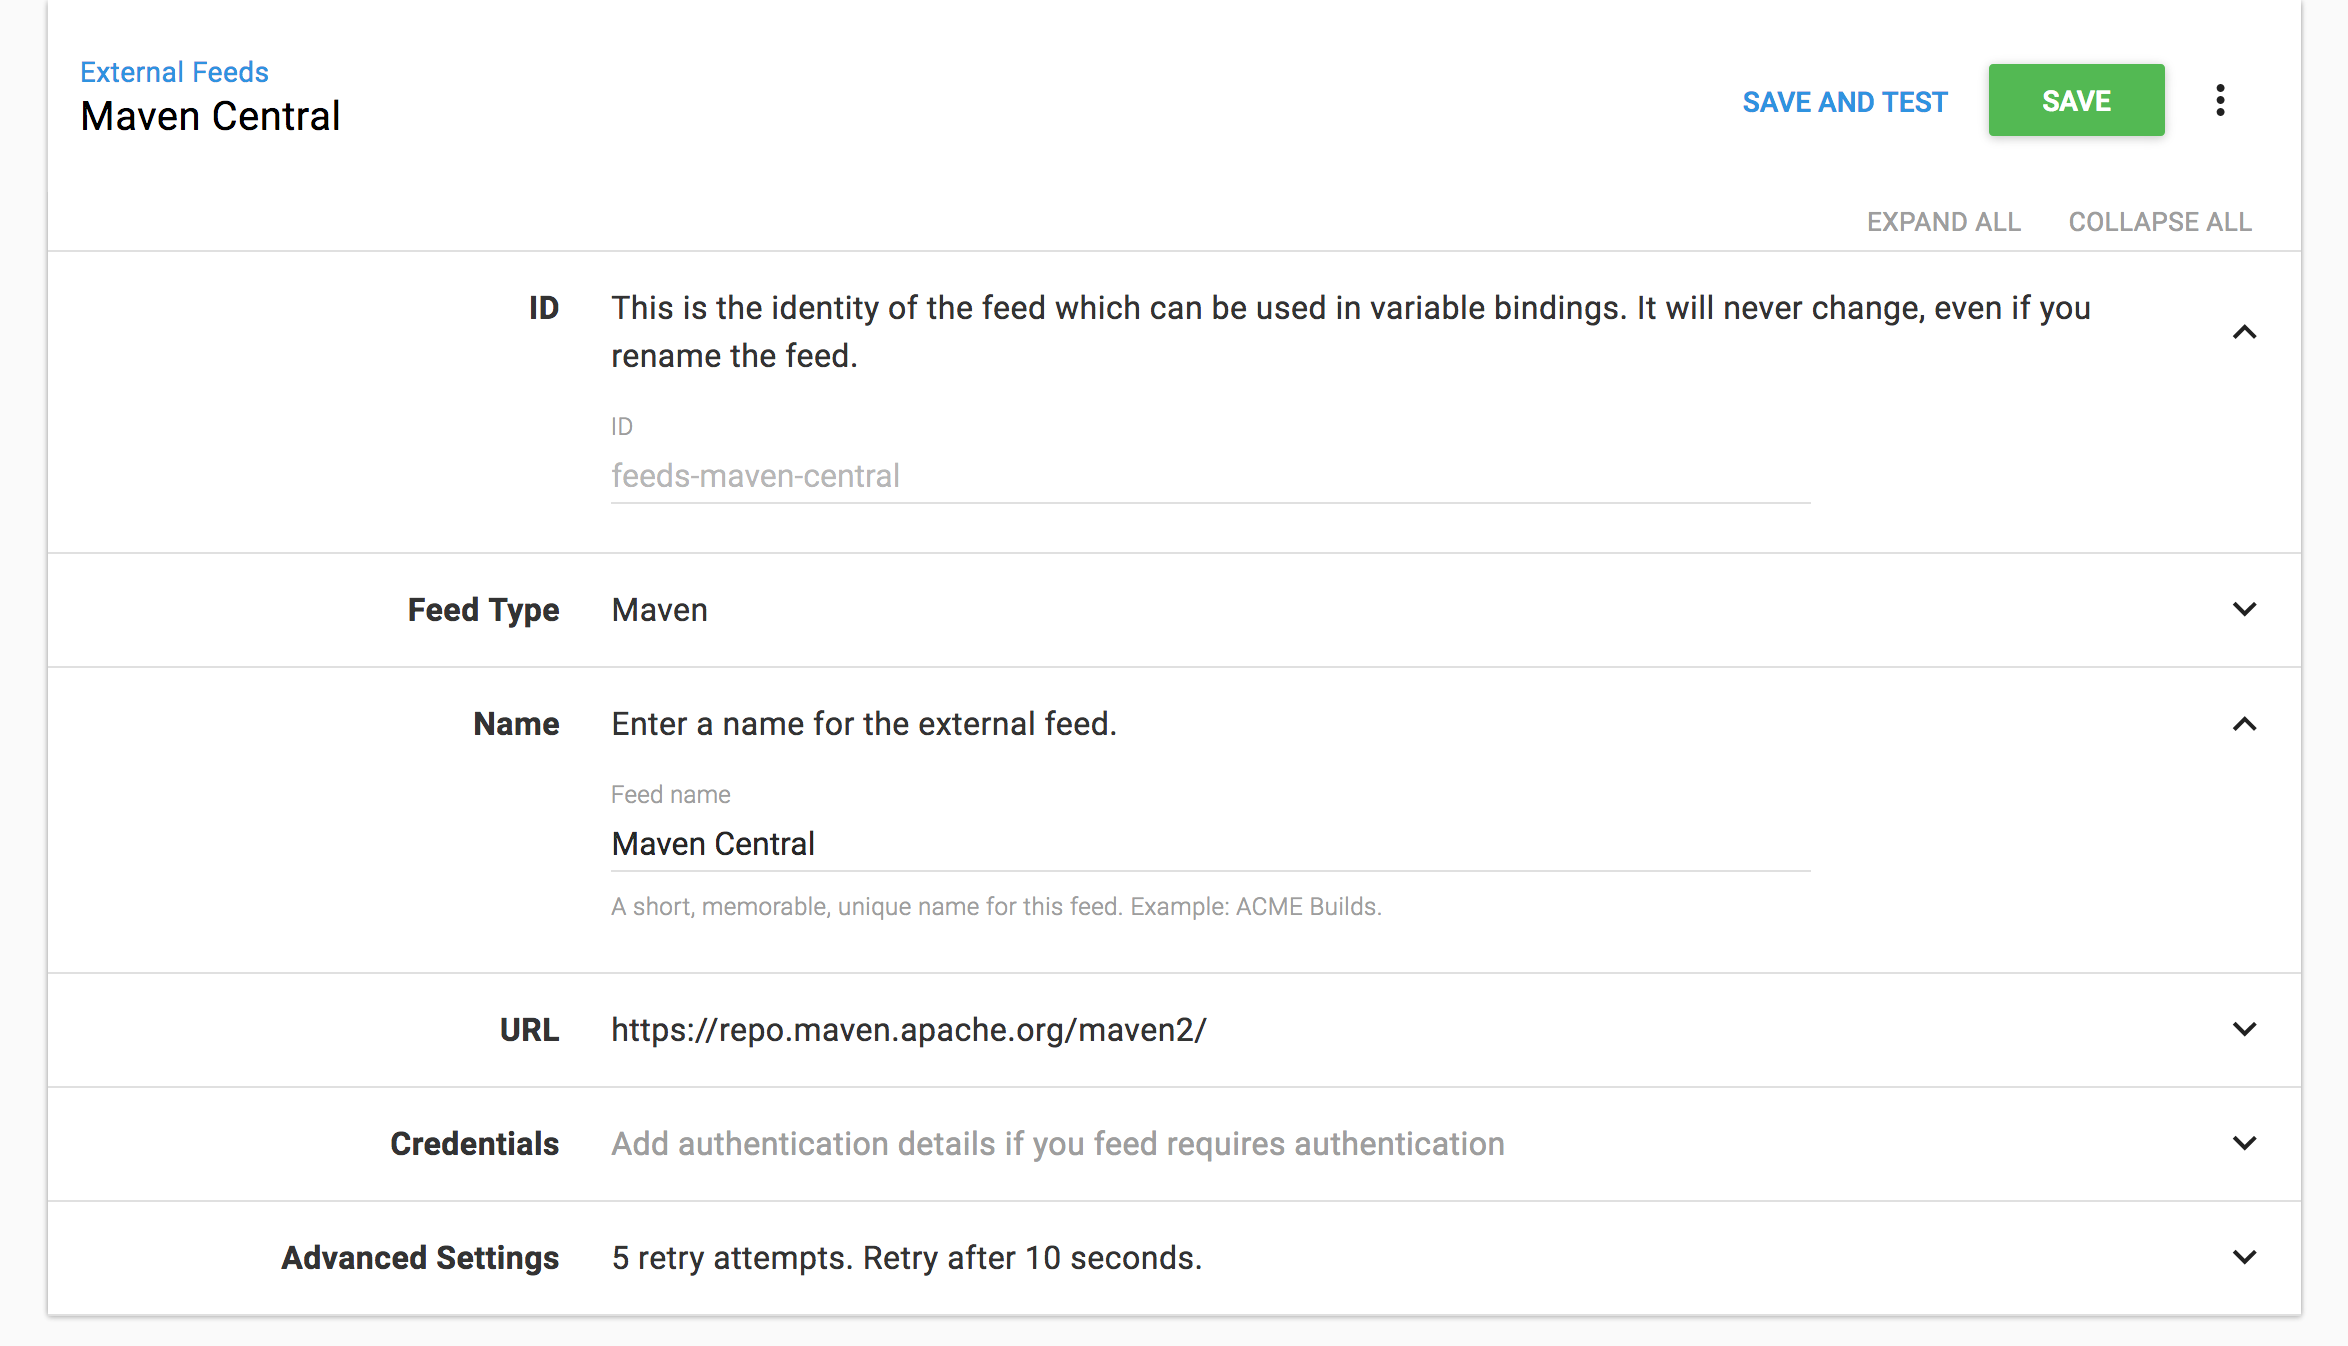 External Feeds
Maven Central
SAVE AND TEST
SAVE
EXPAND ALL
COLLAPSE ALL
ID
This is the identity of the feed which can be used in variable bindings. It will never change, even if you
rename the feed.
ID
feeds-maven-central
Feed Type
Maven
Name
Enter a name for the external feed.
Feed name
Maven Central
A short, memorable, unique name for this feed. Example: ACME Builds.
URL
https://repo.maven.apache.org/maven2/
Credentials
Add authentication details if you feed requires authentication
Advanced Settings
5 retry attempts. Retry after 10 seconds.